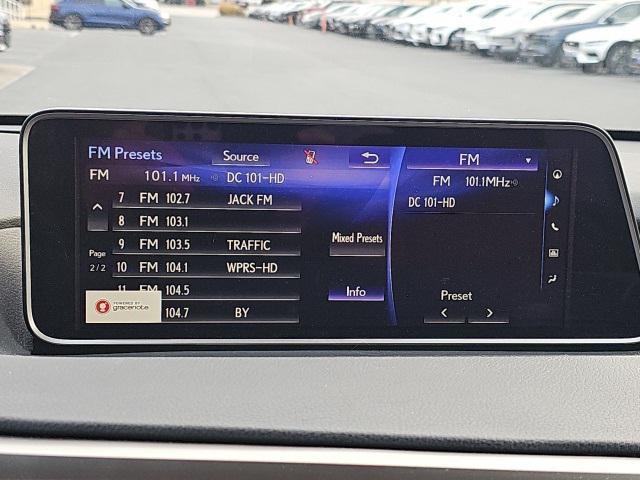 FM Presets Source FM
FM 101.1 MHz DC 101-HD FM 101.1MHz
7 FM 102.7 JACK FM DC 101-HD
8 FM 103.1
9 FM 103.5 TRAFFIC Mixed Presets
Page
2/2 10 FM 104.1 WPRS-HD
11 FM 104.5 Info Preset
POWERED BY
gracenote
104.7 BY